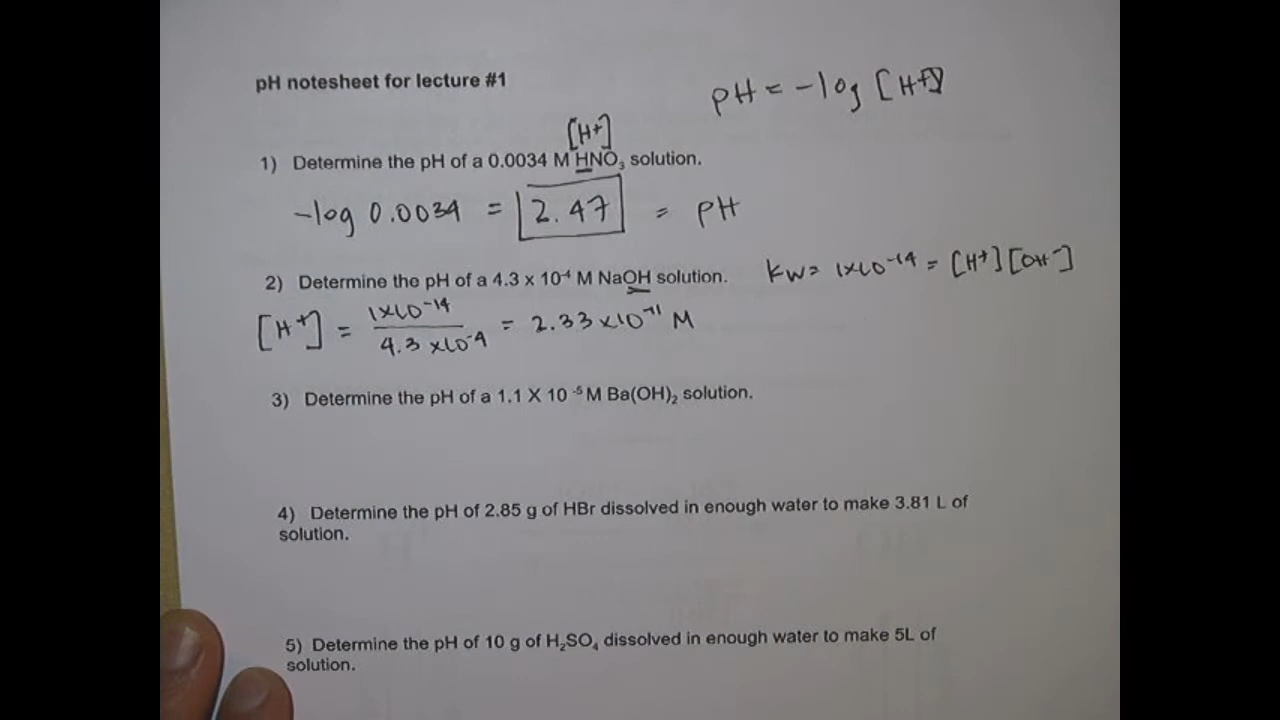 pH notesheet for lecture #1
pH = -log [H+]
[H+]
1) Determine the pH of a 0.0034 M HNO₃ solution.
-log 0.0034 = 2.47 = pH
2) Determine the pH of a 4.3 x 10⁻⁴ M NaOH solution.
Kw = 1x10⁻¹⁴ = [H⁺][OH⁻]
[H⁺] = 1x10⁻¹⁴ / 4.3 x10⁻⁴ = 2.33 x10⁻¹¹ M
3) Determine the pH of a 1.1 X 10 ⁻⁵ M Ba(OH)₂ solution.
4) Determine the pH of 2.85 g of HBr dissolved in enough water to make 3.81 L of
solution.
5) Determine the pH of 10 g of H₂SO₄ dissolved in enough water to make 5L of
solution.